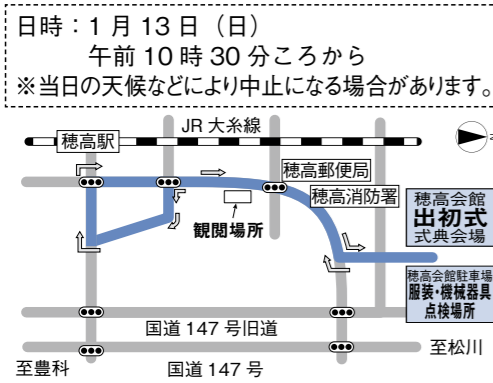 日時：1月13日（日）
午前10時30分ころから
※当日の天候などにより中止になる場合があります。
JR大糸線
穂高駅
穂高郵便局
穂高消防署
観閲場所
穂高会館
出初式
式典会場
穂高会館駐車場
服装・機械器具
点検場所
国道147号旧道
至豊科
国道147号
至松川